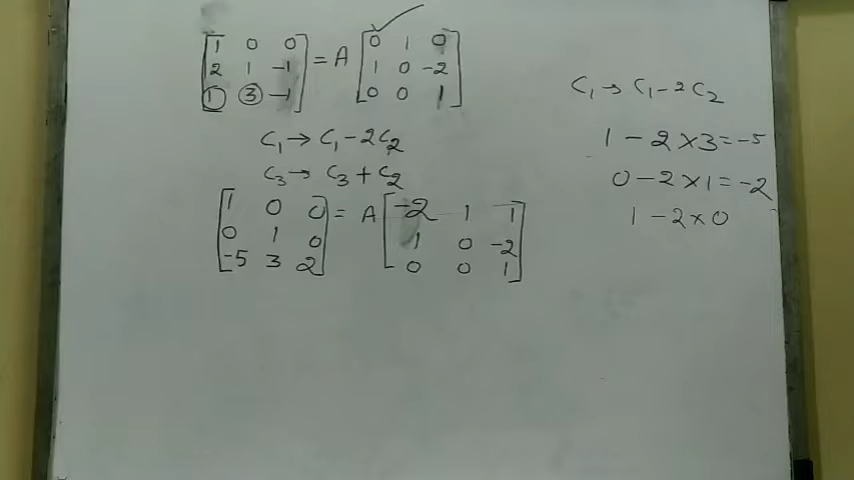 [1 0 0; 2 1 -1; 1 3 -1] = A [0 1 0; 1 0 -2; 0 0 1]
C₁ → C₁ - 2C₂
C₃ → C₃ + C₂
[1 0 0; 0 1 0; -5 3 2] = A [-2 1 1; 1 0 -2; 0 0 1]
C₁ → C₁ - 2C₂
1 - 2 × 3 = -5
0 - 2 × 1 = -2
1 - 2 × 0